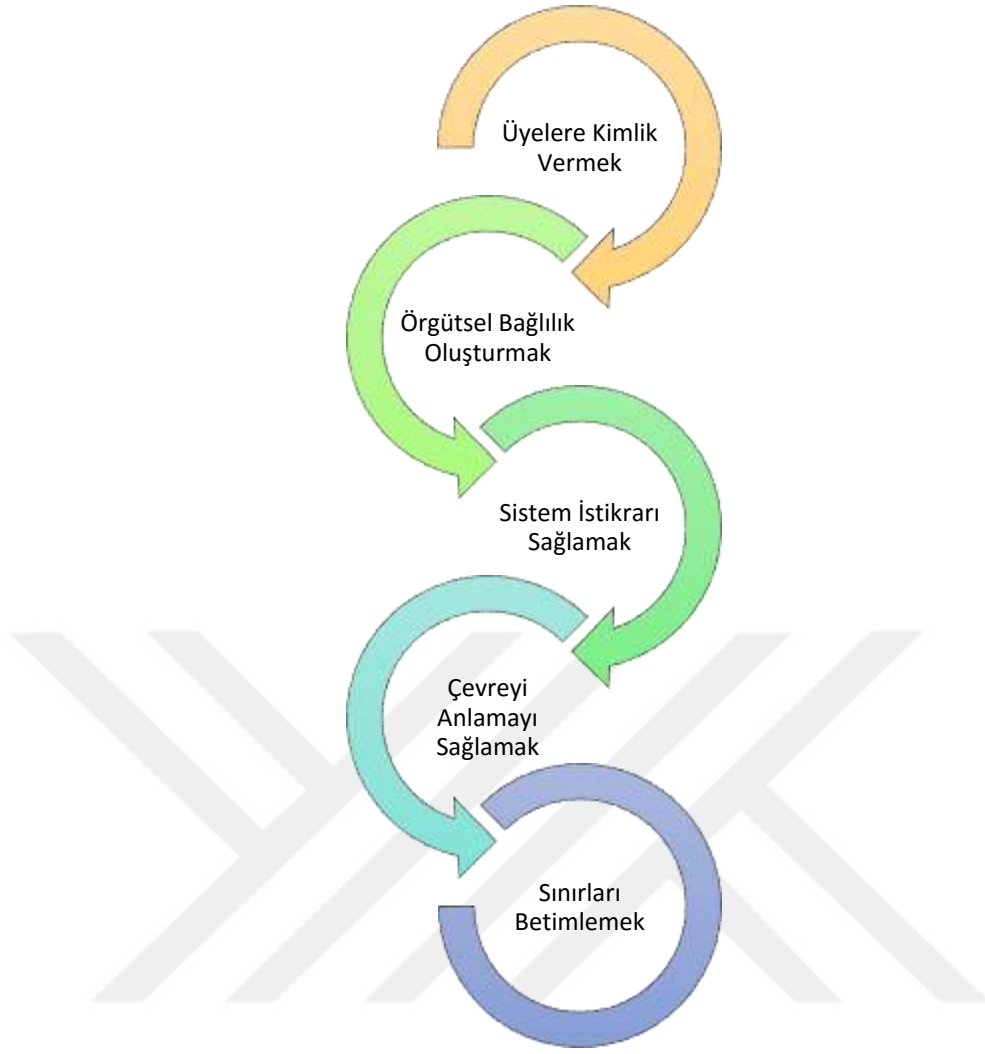 Üyelere Kimlik
Vermek
Örgütsel Bağlılık
Oluşturmak
Sistem İstikrarı
Sağlamak
Çevreyi
Anlamayı
Sağlamak
Sınırları
Betimlemek